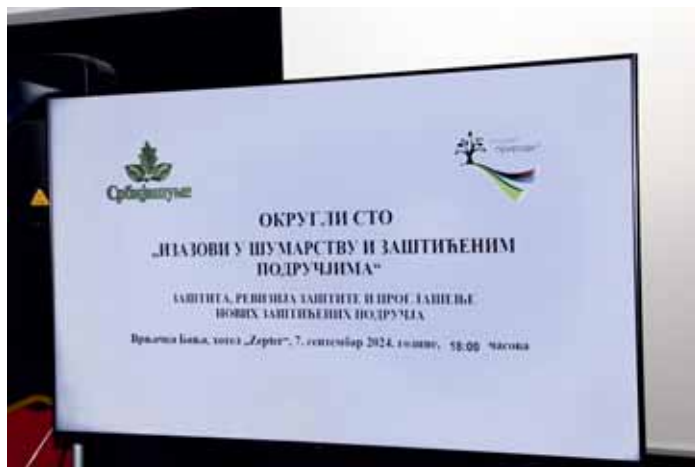 Србијашуме
ОКРУГЛИ СТО
„ИЗАЗОВИ У ШУМАРСТВУ И ЗАШТИЋЕНИМ
ПОДРУЧЈИМА“
ЗАШТИТА, РЕВИЗИЈА ЗАШТИТЕ И ПРОГЛАШЕЊЕ
НОВИХ ЗАШТИЋЕНИХ ПОДРУЧЈА
Врњачка Бања, хотел „Zepter“, 7. септембар 2024. године, 18:00 часова